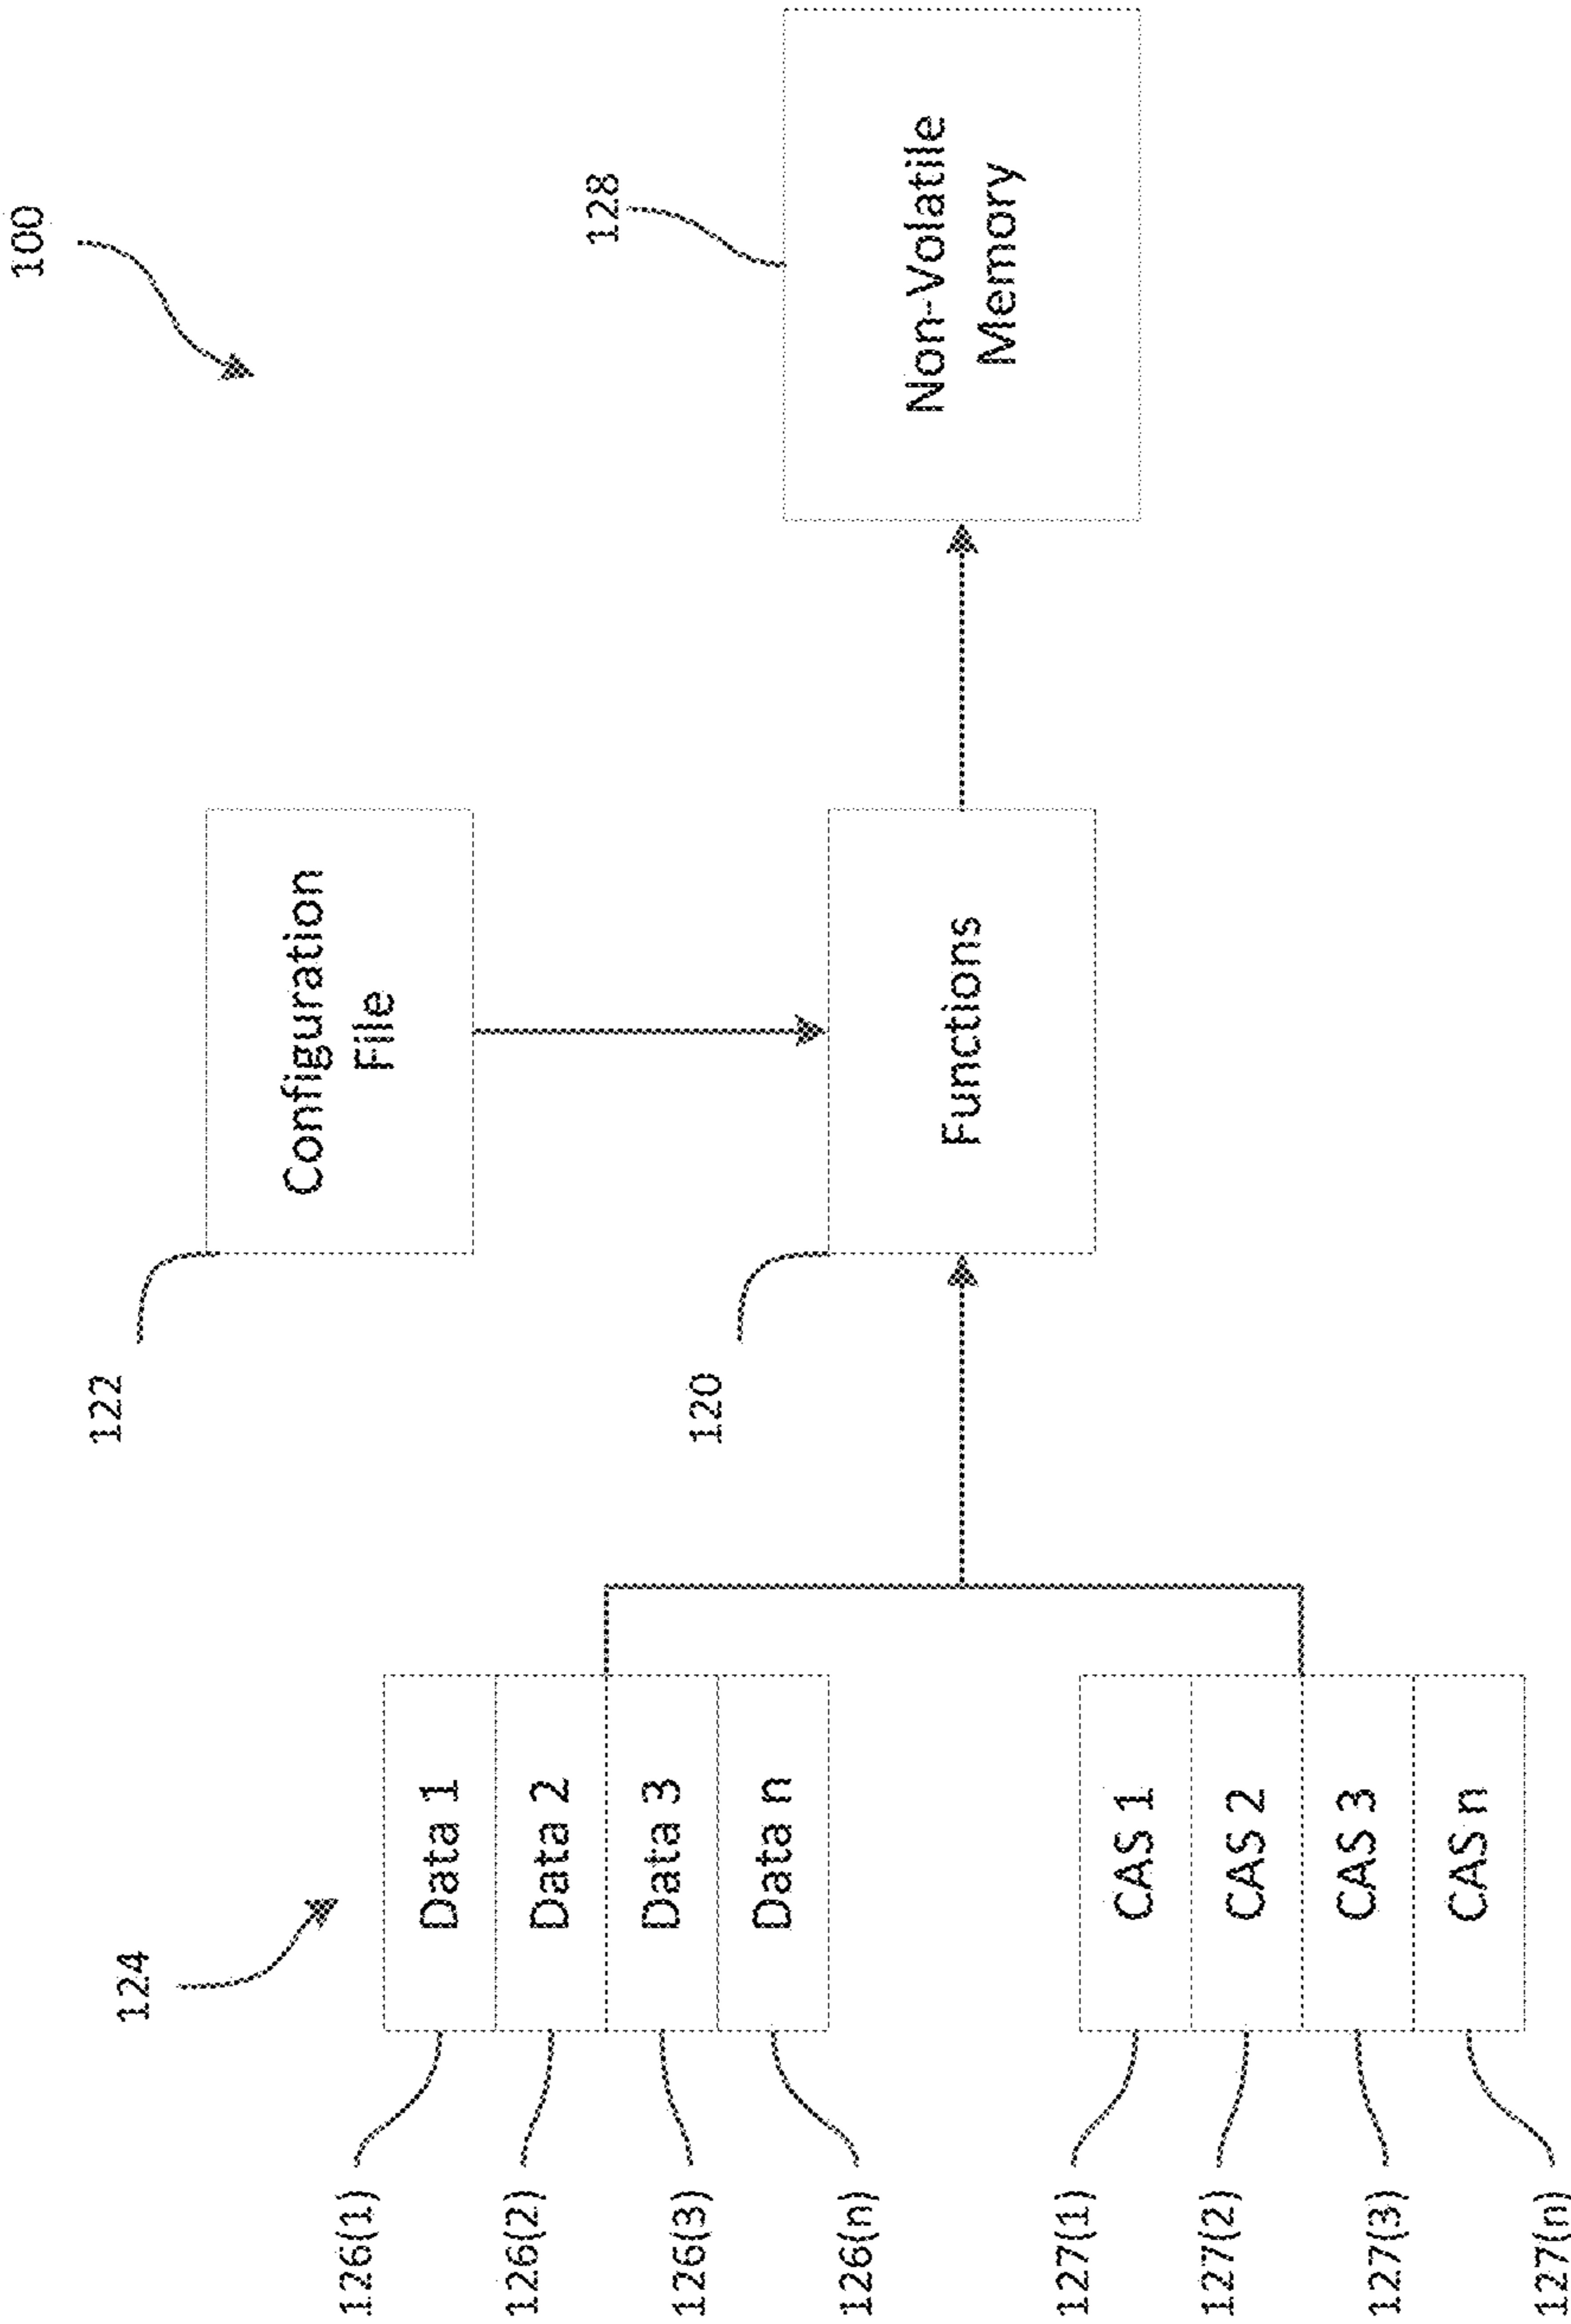 100
122
Configuration
File
128
Non-Volatile
Memory
120
Functions
124
126(1)
Data 1
126(2)
Data 2
126(3)
Data 3
126(n)
Data n
127(1)
CAS 1
127(2)
CAS 2
127(3)
CAS 3
127(n)
CAS n